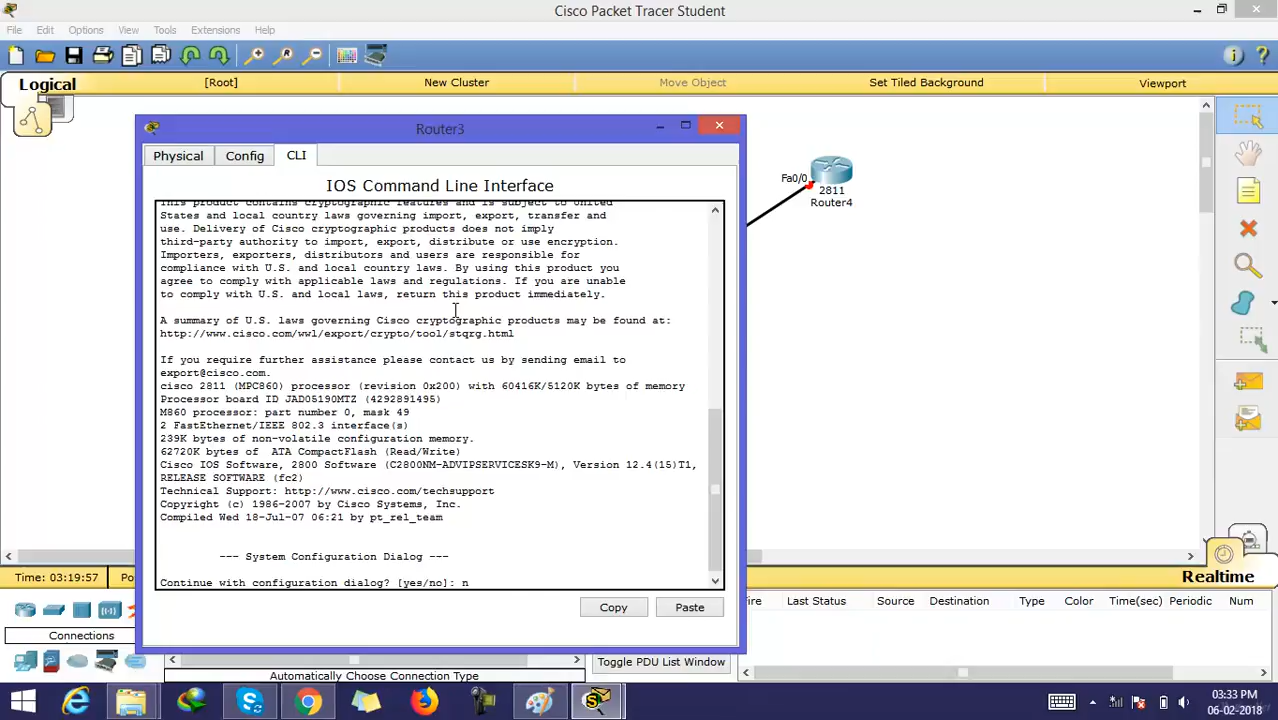 Cisco Packet Tracer Student
File Edit Options View Tools Extensions Help
Logical [Root] New Cluster Move Object Set Tiled Background Viewport
Router3
Physical Config CLI
IOS Command Line Interface
This product contains cryptographic features and is subject to United
States and local country laws governing import, export, transfer and
use. Delivery of Cisco cryptographic products does not imply
third-party authority to import, export, distribute or use encryption.
Importers, exporters, distributors and users are responsible for
compliance with U.S. and local country laws. By using this product you
agree to comply with applicable laws and regulations. If you are unable
to comply with U.S. and local laws, return this product immediately.
A summary of U.S. laws governing Cisco cryptographic products may be found at:
http://www.cisco.com/wwl/export/crypto/tool/stqrg.html
If you require further assistance please contact us by sending email to
export@cisco.com.
cisco 2811 (MPC860) processor (revision 0x200) with 60416K/5120K bytes of memory
Processor board ID JAD05190MTZ (4292891495)
M860 processor: part number 0, mask 49
2 FastEthernet/IEEE 802.3 interface(s)
239K bytes of non-volatile configuration memory.
62720K bytes of ATA CompactFlash (Read/Write)
Cisco IOS Software, 2800 Software (C2800NM-ADVIPSERVICESK9-M), Version 12.4(15)T1,
RELEASE SOFTWARE (fc2)
Technical Support: http://www.cisco.com/techsupport
Copyright (c) 1986-2007 by Cisco Systems, Inc.
Compiled Wed 18-Jul-07 06:21 by pt_rel_team
--- System Configuration Dialog ---
Continue with configuration dialog? [yes/no]: n
Copy Paste
Fa0/0
2811
Router4
Time: 03:19:57 Po
Realtime
Connections
Fire Last Status Source Destination Type Color Time(sec) Periodic Num
Toggle PDU List Window
Automatically Choose Connection Type
03:33 PM
06-02-2018